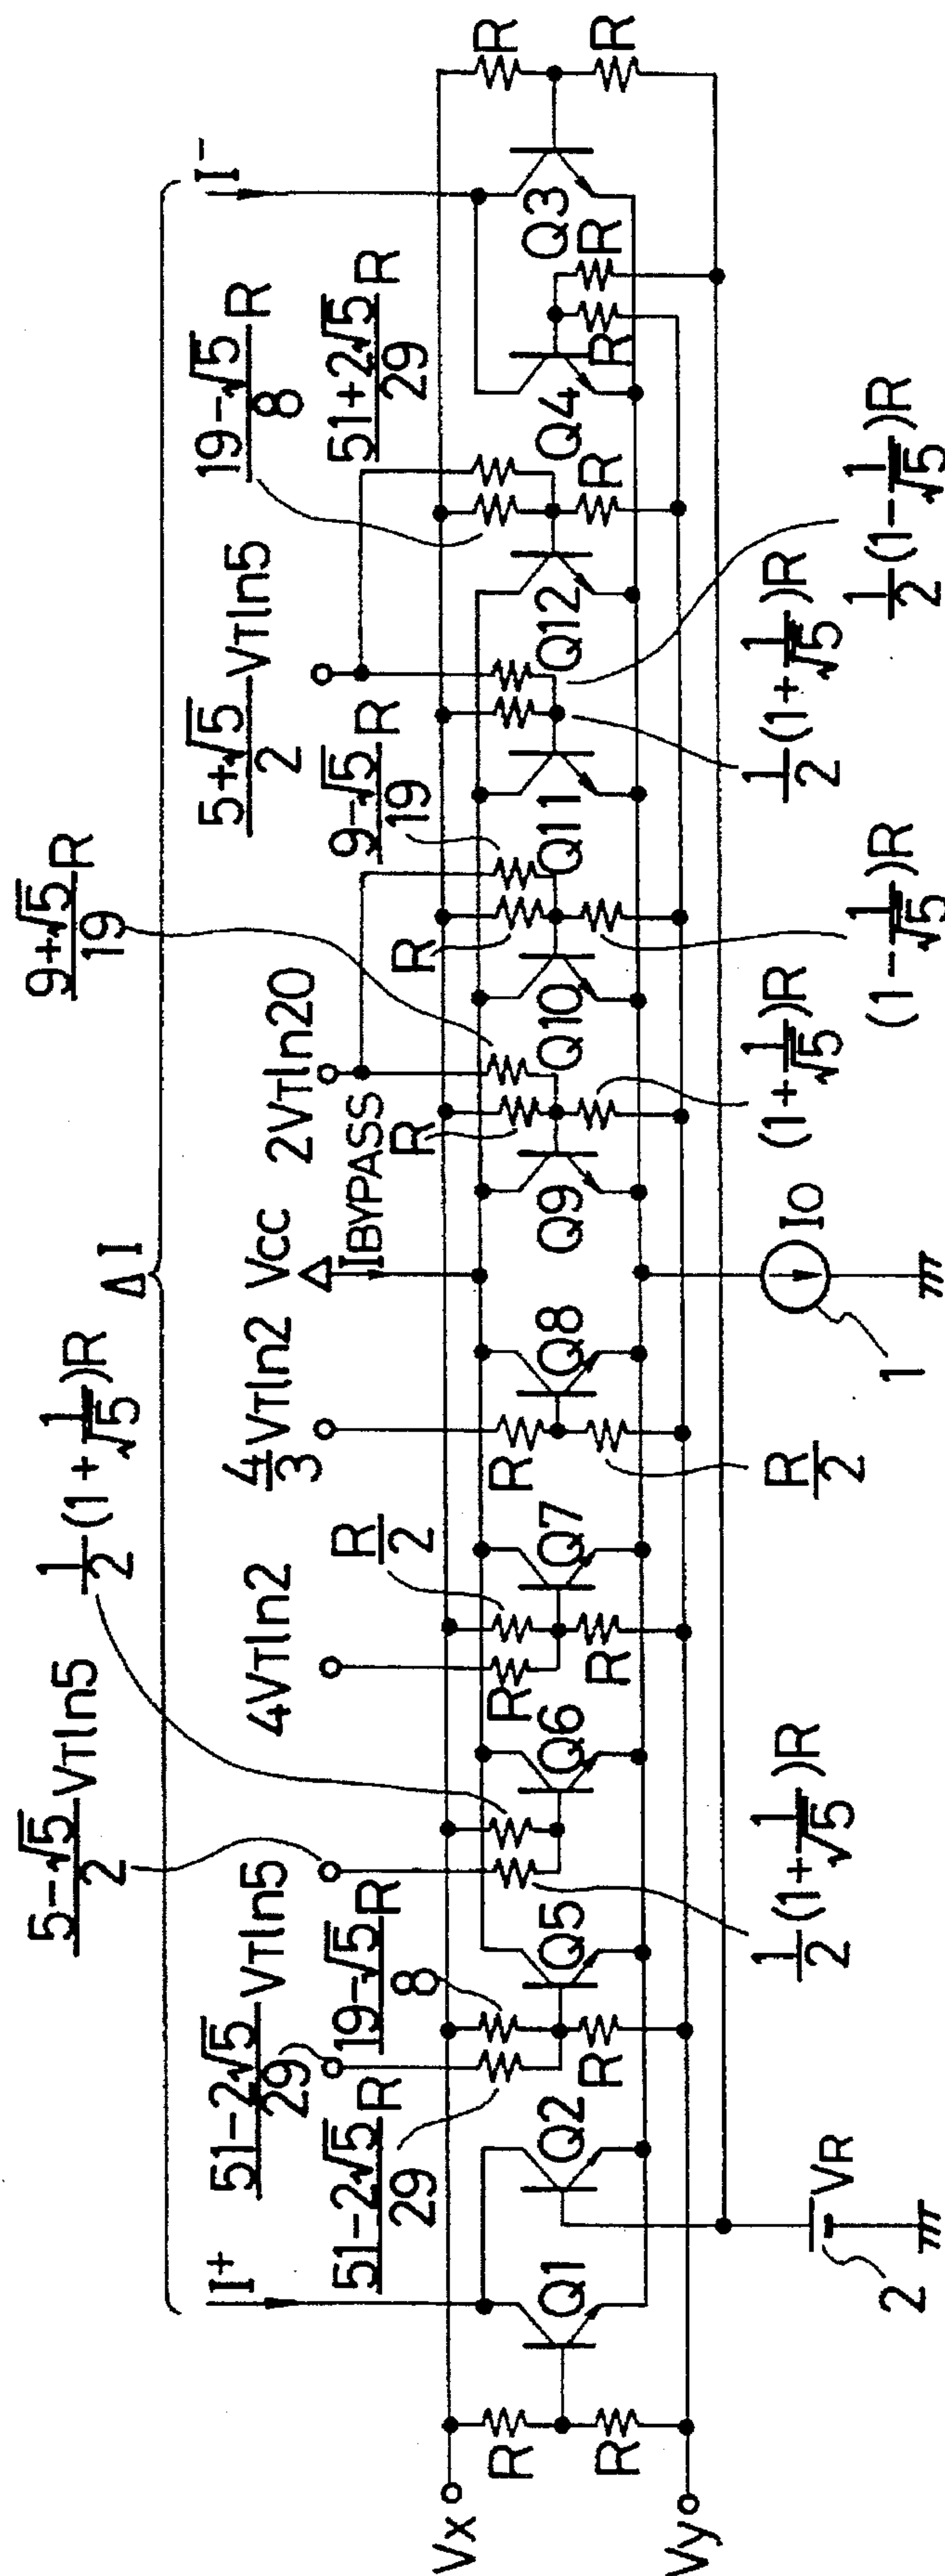 ΔI
I⁺
I⁻
Vx
Vy
R
R
Q1
Q2
VR
2
(51-2√5)/29 R
(51-2√5)/29 VTln5
(19-√5)/8 R
R
Q5
(5-√5)/2 VTln5
1/2(1+1/√5)R
1/2(1+1/√5)R
Q6
4VTln2
R
R/2
R
Q7
4/3 VTln2
R
R/2
Q8
Vcc
IBYPASS
I0
1
2VTln20
(9+√5)/19 R
R
(1+1/√5)R
Q9
(9-√5)/19 R
R
(1-1/√5)R
Q10
(5+√5)/2 VTln5
1/2(1+1/√5)R
1/2(1-1/√5)R
Q11
(19-√5)/8 R
(51+2√5)/29 R
R
Q12
R
R
Q4
Q3
R
R